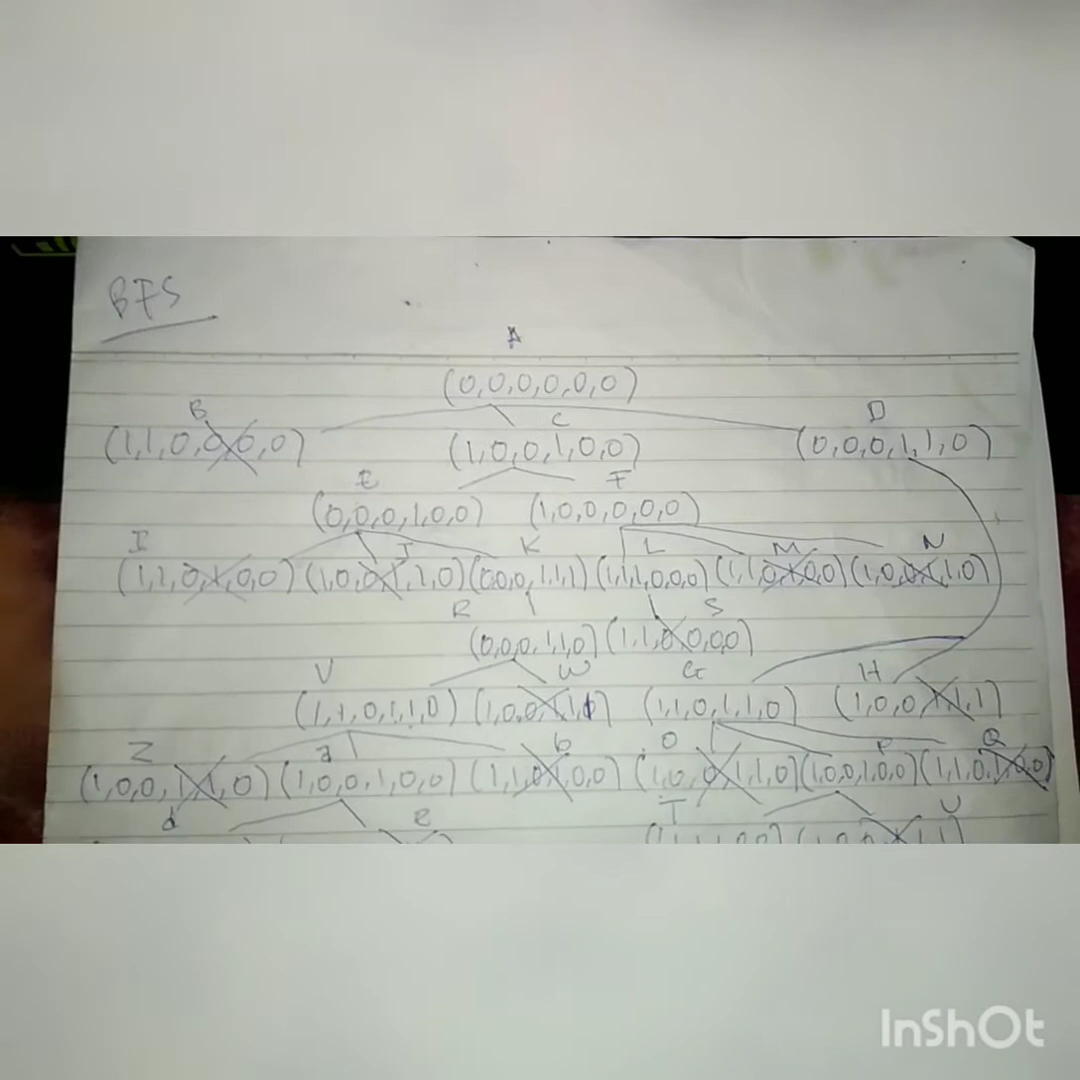 BFS
A
(0,0,0,0,0,0)
B C D
(1,1,0,0,0,0) (1,0,0,1,0,0) (0,0,0,1,1,0)
E F
(0,0,0,1,0,0) (1,0,0,0,0,0)
I J K L M N
(1,1,0,1,0,0) (1,0,0,1,1,0) (0,0,0,1,1,1) (1,1,1,0,0,0) (1,1,0,1,0,0) (1,0,0,1,1,0)
R S
(0,0,0,1,1,0) (1,1,0,0,0,0)
V W G H
(1,1,0,1,1,0) (1,0,0,1,1,1) (1,1,0,1,1,0) (1,0,0,1,1,1)
Z a b O P Q
(1,0,0,1,1,0) (1,0,0,1,0,0) (1,1,0,1,0,0) (1,0,0,1,1,0) (1,0,0,1,0,0) (1,1,0,1,0,0)
d e T U
InShOt